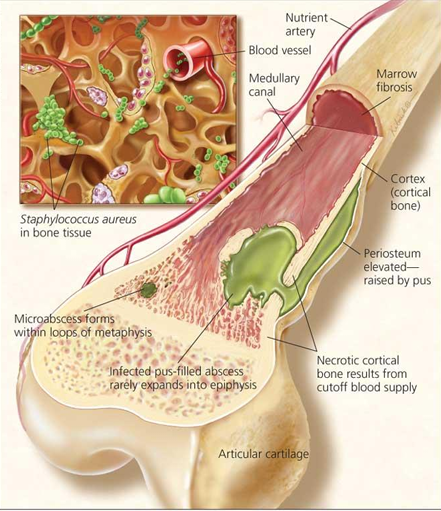 Nutrient
artery
Blood vessel
Medullary
canal
Marrow
fibrosis
Cortex
(cortical
bone)
Staphylococcus aureus
in bone tissue
Periosteum
elevated—
raised by pus
Microabscess forms
within loops of metaphysis
Infected pus-filled abscess
rarely expands into epiphysis
Necrotic cortical
bone results from
cutoff blood supply
Articular cartilage